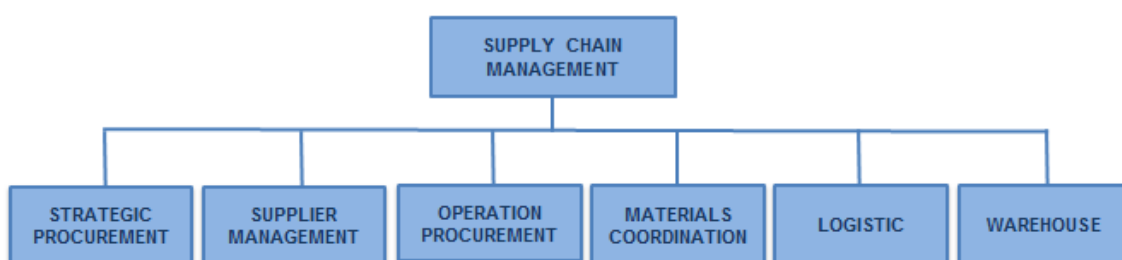 SUPPLY CHAIN
MANAGEMENT
STRATEGIC
PROCUREMENT
SUPPLIER
MANAGEMENT
OPERATION
PROCUREMENT
MATERIALS
COORDINATION
LOGISTIC
WAREHOUSE